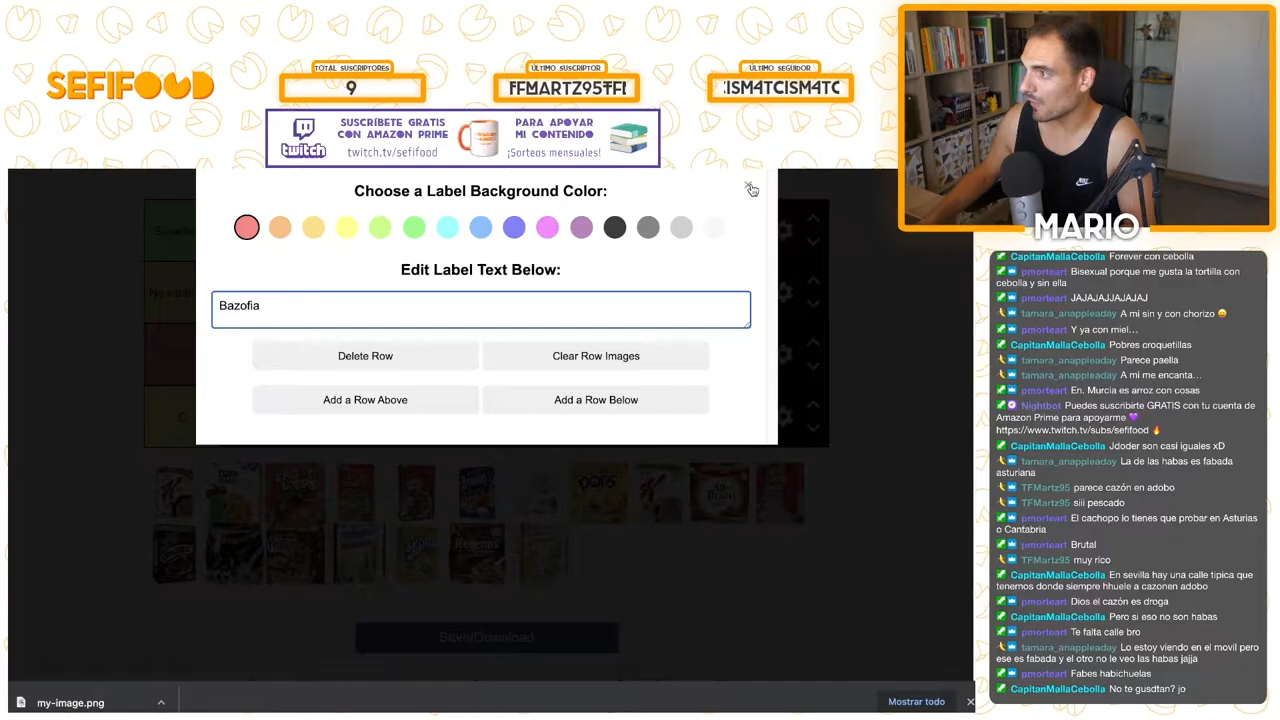 SEFIFOOD
TOTAL SUSCRIPTORES
9
ÚLTIMO SUSCRIPTOR
ÚLTIMO SEGUIDOR
SUSCRÍBETE GRATIS
CON AMAZON PRIME
twitch
twitch.tv/sefifood
PARA APOYAR
MI CONTENIDO
¡Sorteos mensuales!
Choose a Label Background Color:
Edit Label Text Below:
Bazofia
Delete Row
Clear Row Images
Add a Row Above
Add a Row Below
Save/Download
my-image.png
Mostrar todo
MARIO
CapitanMallaCebolla Forever con cebolla
pmorteart Bisexual porque me gusta la tortilla con
cebolla y sin ella
pmorteart JAJAJAJJAJAJAJ
tamara_anappleaday A mi sin y con chorizo 😄
pmorteart Y ya con miel...
CapitanMallaCebolla Pobres croquetillas
tamara_anappleaday Parece paella
tamara_anappleaday A mi me encanta...
pmorteart En. Murcia es arroz con cosas
Nightbot Puedes suscribirte GRATIS con tu cuenta de
Amazon Prime para apoyarme 💜
https://www.twitch.tv/subs/sefifood 🔥
CapitanMallaCebolla Jdoder son casi iguales xD
tamara_anappleaday La de las habas es fabada
asturiana
TFMartz95 parece cazón en adobo
TFMartz95 siii pescado
pmorteart El cachopo lo tienes que probar en Asturias
o Cantabria
pmorteart Brutal
TFMartz95 muy rico
CapitanMallaCebolla En sevilla hay una calle tipica que
tenemos donde siempre hhuele a cazonen adobo
pmorteart Dios el cazón es droga
CapitanMallaCebolla Pero si eso no son habas
pmorteart Te falta calle bro
tamara_anappleaday Lo estoy viendo en el movil pero
ese es fabada y el otro no le veo las habas jajja
pmorteart Fabes habichuelas
CapitanMallaCebolla No te gusdtan? jo